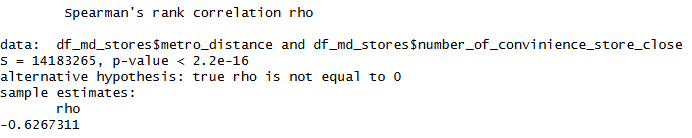 Spearman's rank correlation rho
data: df_md_stores$metro_distance and df_md_stores$number_of_convinience_store_close
S = 14183265, p-value < 2.2e-16
alternative hypothesis: true rho is not equal to 0
sample estimates:
rho
-0.6267311